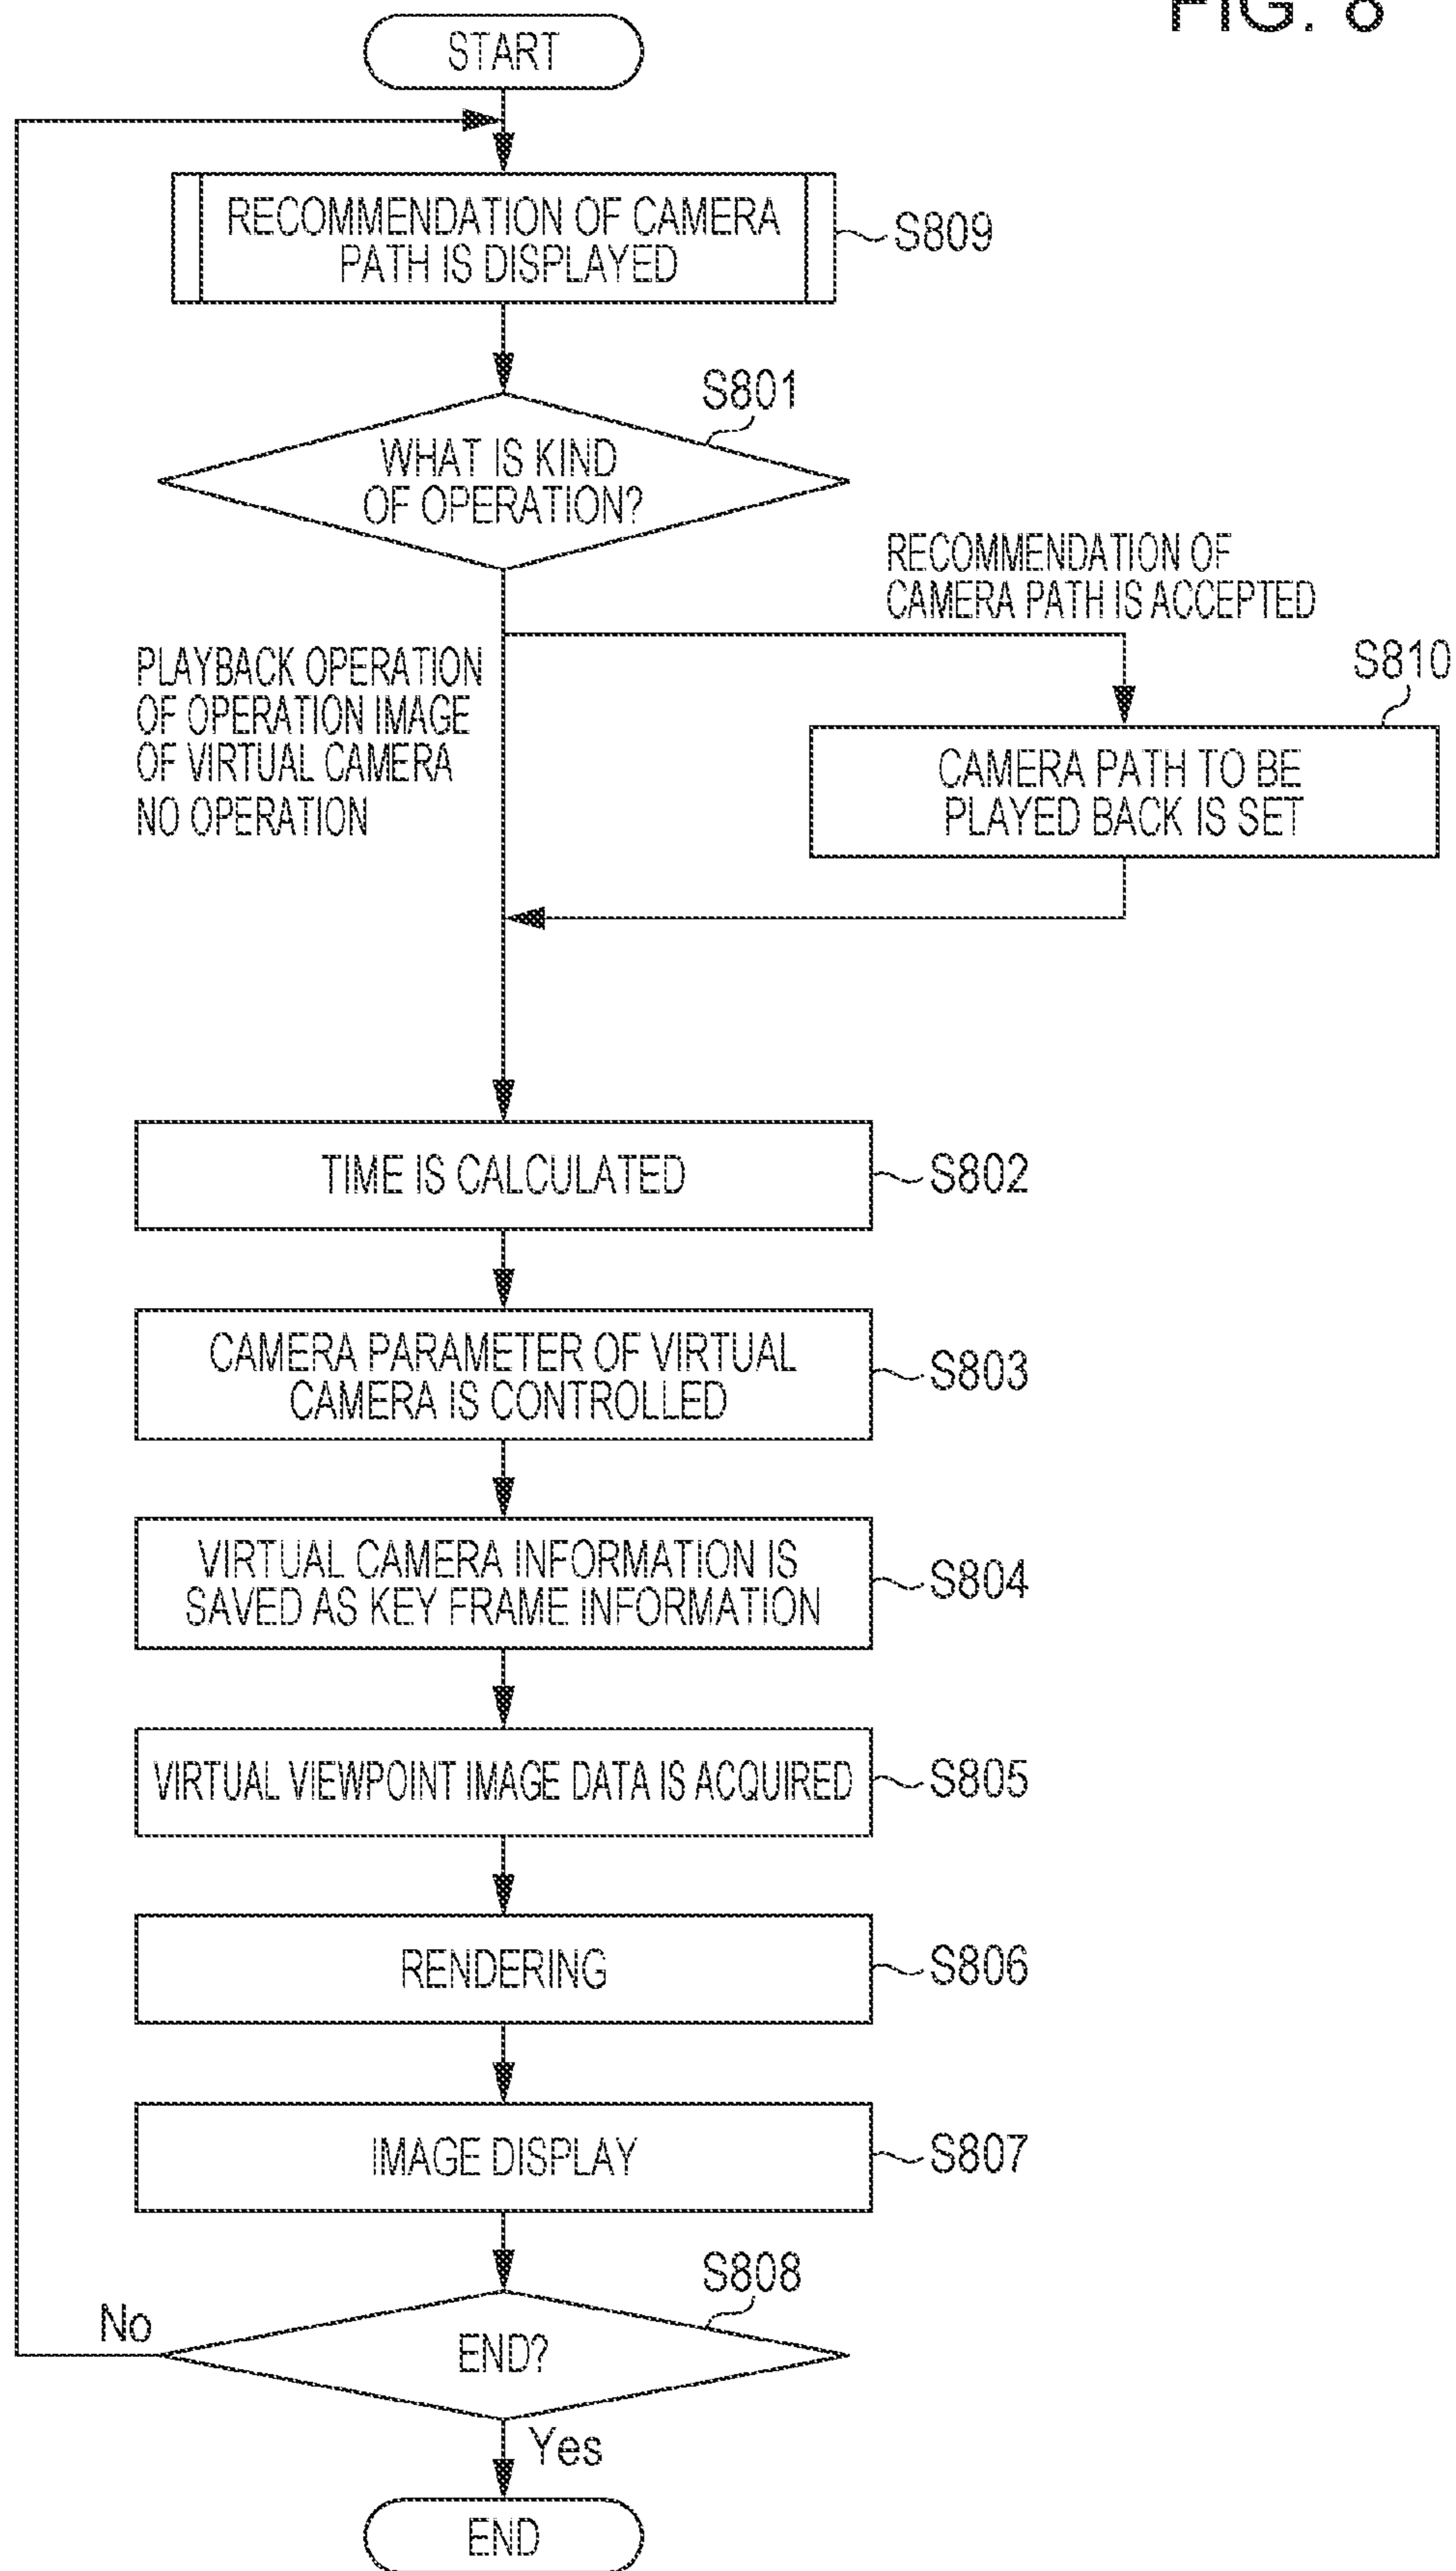 FIG. 8
START
RECOMMENDATION OF CAMERA
PATH IS DISPLAYED
S809
S801
WHAT IS KIND
OF OPERATION?
RECOMMENDATION OF
CAMERA PATH IS ACCEPTED
PLAYBACK OPERATION
OF OPERATION IMAGE
OF VIRTUAL CAMERA
NO OPERATION
S810
CAMERA PATH TO BE
PLAYED BACK IS SET
TIME IS CALCULATED
S802
CAMERA PARAMETER OF VIRTUAL
CAMERA IS CONTROLLED
S803
VIRTUAL CAMERA INFORMATION IS
SAVED AS KEY FRAME INFORMATION
S804
VIRTUAL VIEWPOINT IMAGE DATA IS ACQUIRED
S805
RENDERING
S806
IMAGE DISPLAY
S807
S808
No
END?
Yes
END